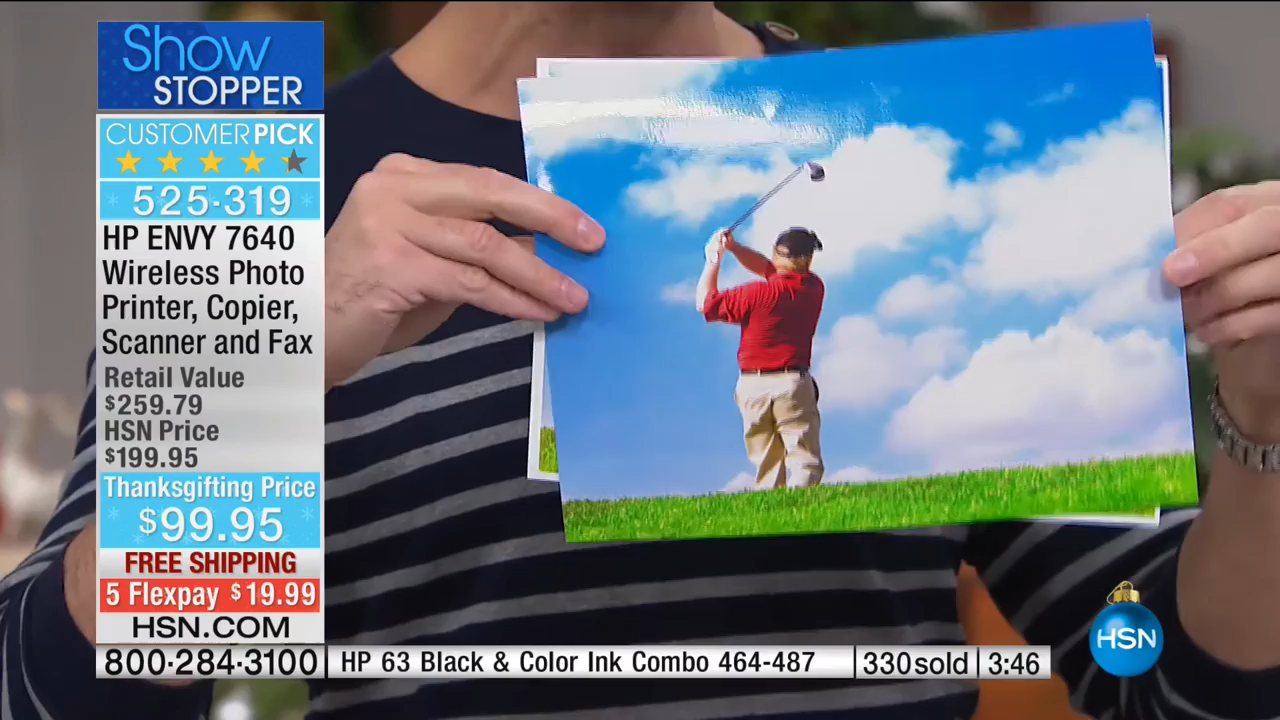 Show
STOPPER
CUSTOMER PICK
525-319
HP ENVY 7640
Wireless Photo
Printer, Copier,
Scanner and Fax
Retail Value
$259.79
HSN Price
$199.95
Thanksgifting Price
$99.95
FREE SHIPPING
5 Flexpay $19.99
HSN.COM
800-284-3100 HP 63 Black & Color Ink Combo 464-487 330 sold 3:46
HSN